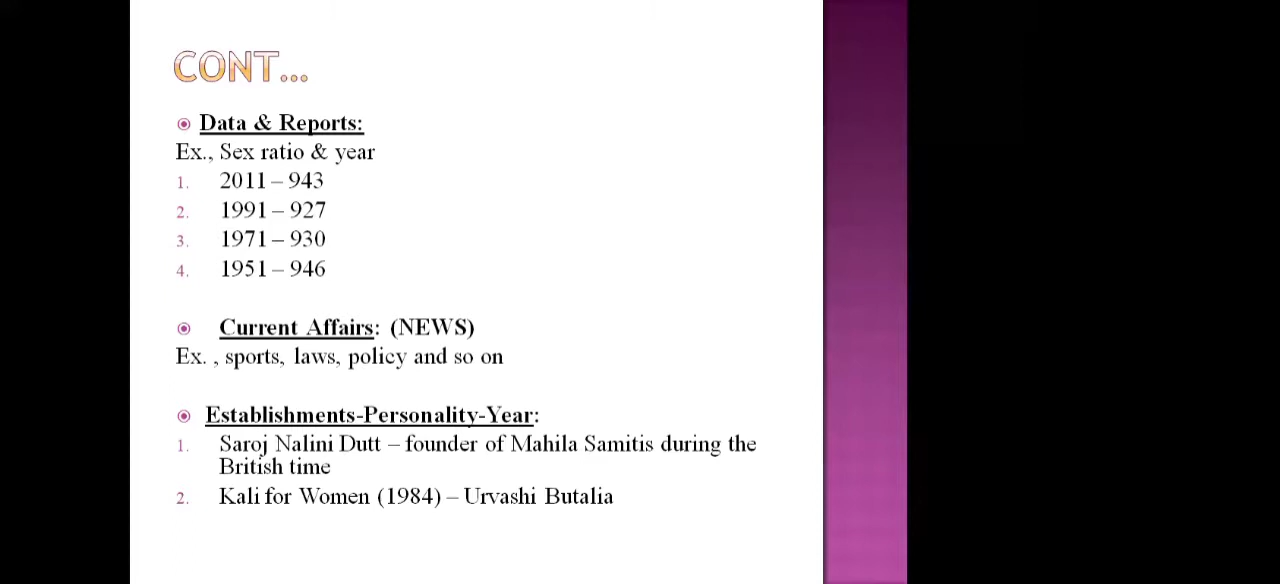 CONT...
Data & Reports:
Ex., Sex ratio & year
1. 2011 – 943
2. 1991 – 927
3. 1971 – 930
4. 1951 – 946
Current Affairs: (NEWS)
Ex. , sports, laws, policy and so on
Establishments-Personality-Year:
1. Saroj Nalini Dutt – founder of Mahila Samitis during the
British time
2. Kali for Women (1984) – Urvashi Butalia